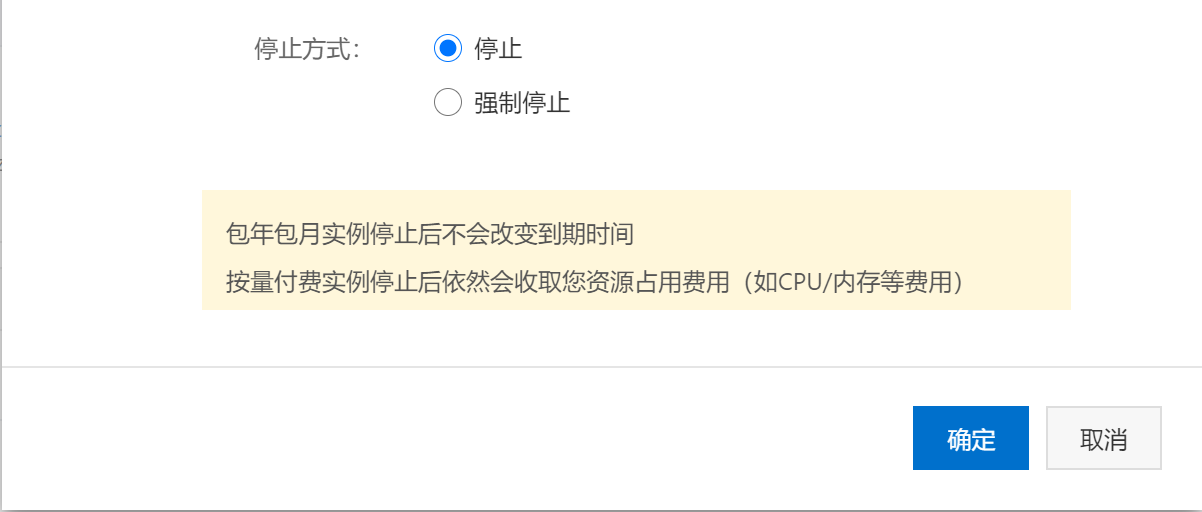 停止方式：
停止
强制停止
包年包月实例停止后不会改变到期时间
按量付费实例停止后依然会收取您资源占用费用（如CPU/内存等费用）
确定
取消